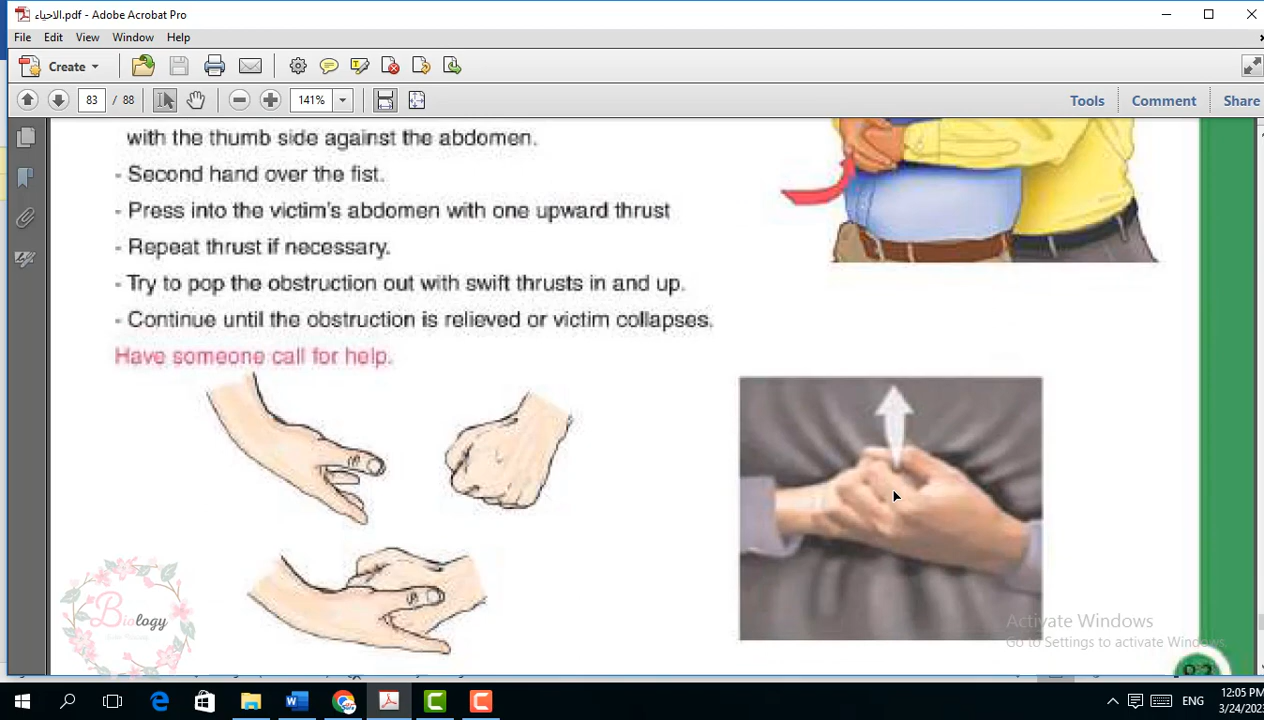 الاحياء.pdf - Adobe Acrobat Pro
File Edit View Window Help
Create
83 / 88 141% Tools Comment Share
with the thumb side against the abdomen.
- Second hand over the fist.
- Press into the victim's abdomen with one upward thrust
- Repeat thrust if necessary.
- Try to pop the obstruction out with swift thrusts in and up.
- Continue until the obstruction is relieved or victim collapses.
Have someone call for help.
Biology
Activate Windows
Go to Settings to activate Windows.
ENG
12:05 PM